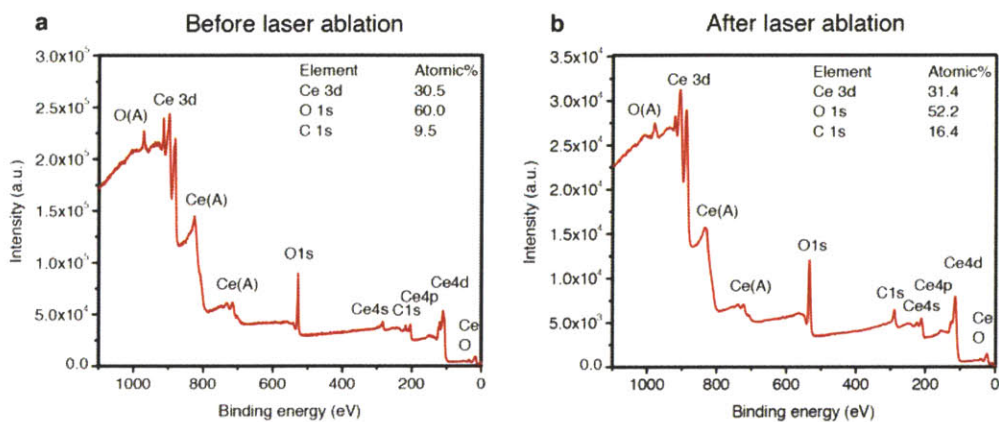 a Before laser ablation
Intensity (a.u.)
3.0x10⁵
2.5x10⁵
2.0x10⁵
1.5x10⁵
1.0x10⁵
5.0x10⁴
0.0
Element Atomic%
Ce 3d 30.5
O 1s 60.0
C 1s 9.5
O(A)
Ce 3d
Ce(A)
Ce(A)
O1s
Ce4s
C1s
Ce4p
Ce4d
Ce
O
1000 800 600 400 200 0
Binding energy (eV)
b After laser ablation
Intensity (a.u.)
3.5x10⁴
3.0x10⁴
2.5x10⁴
2.0x10⁴
1.5x10⁴
1.0x10⁴
5.0x10³
0.0
Element Atomic%
Ce 3d 31.4
O 1s 52.2
C 1s 16.4
O(A)
Ce 3d
Ce(A)
Ce(A)
O1s
C1s
Ce4s
Ce4p
Ce4d
Ce
O
1000 800 600 400 200 0
Binding energy (eV)